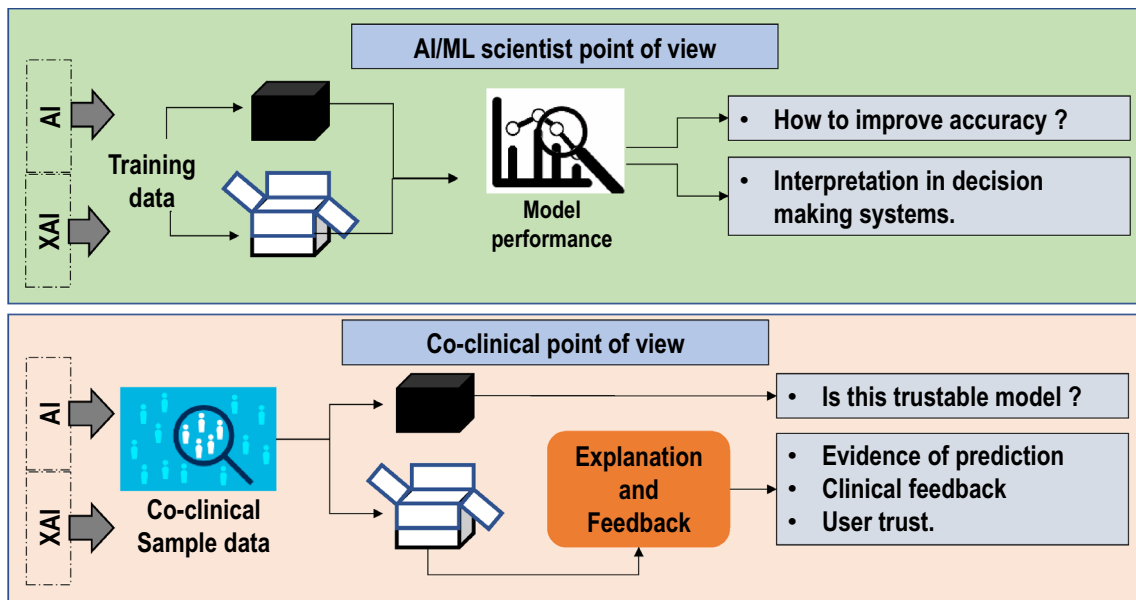 AI/ML scientist point of view
AI
XAI
Training
data
Model
performance
• How to improve accuracy ?
• Interpretation in decision
making systems.
Co-clinical point of view
AI
XAI
Co-clinical
Sample data
Explanation
and
Feedback
• Is this trustable model ?
• Evidence of prediction
• Clinical feedback
• User trust.